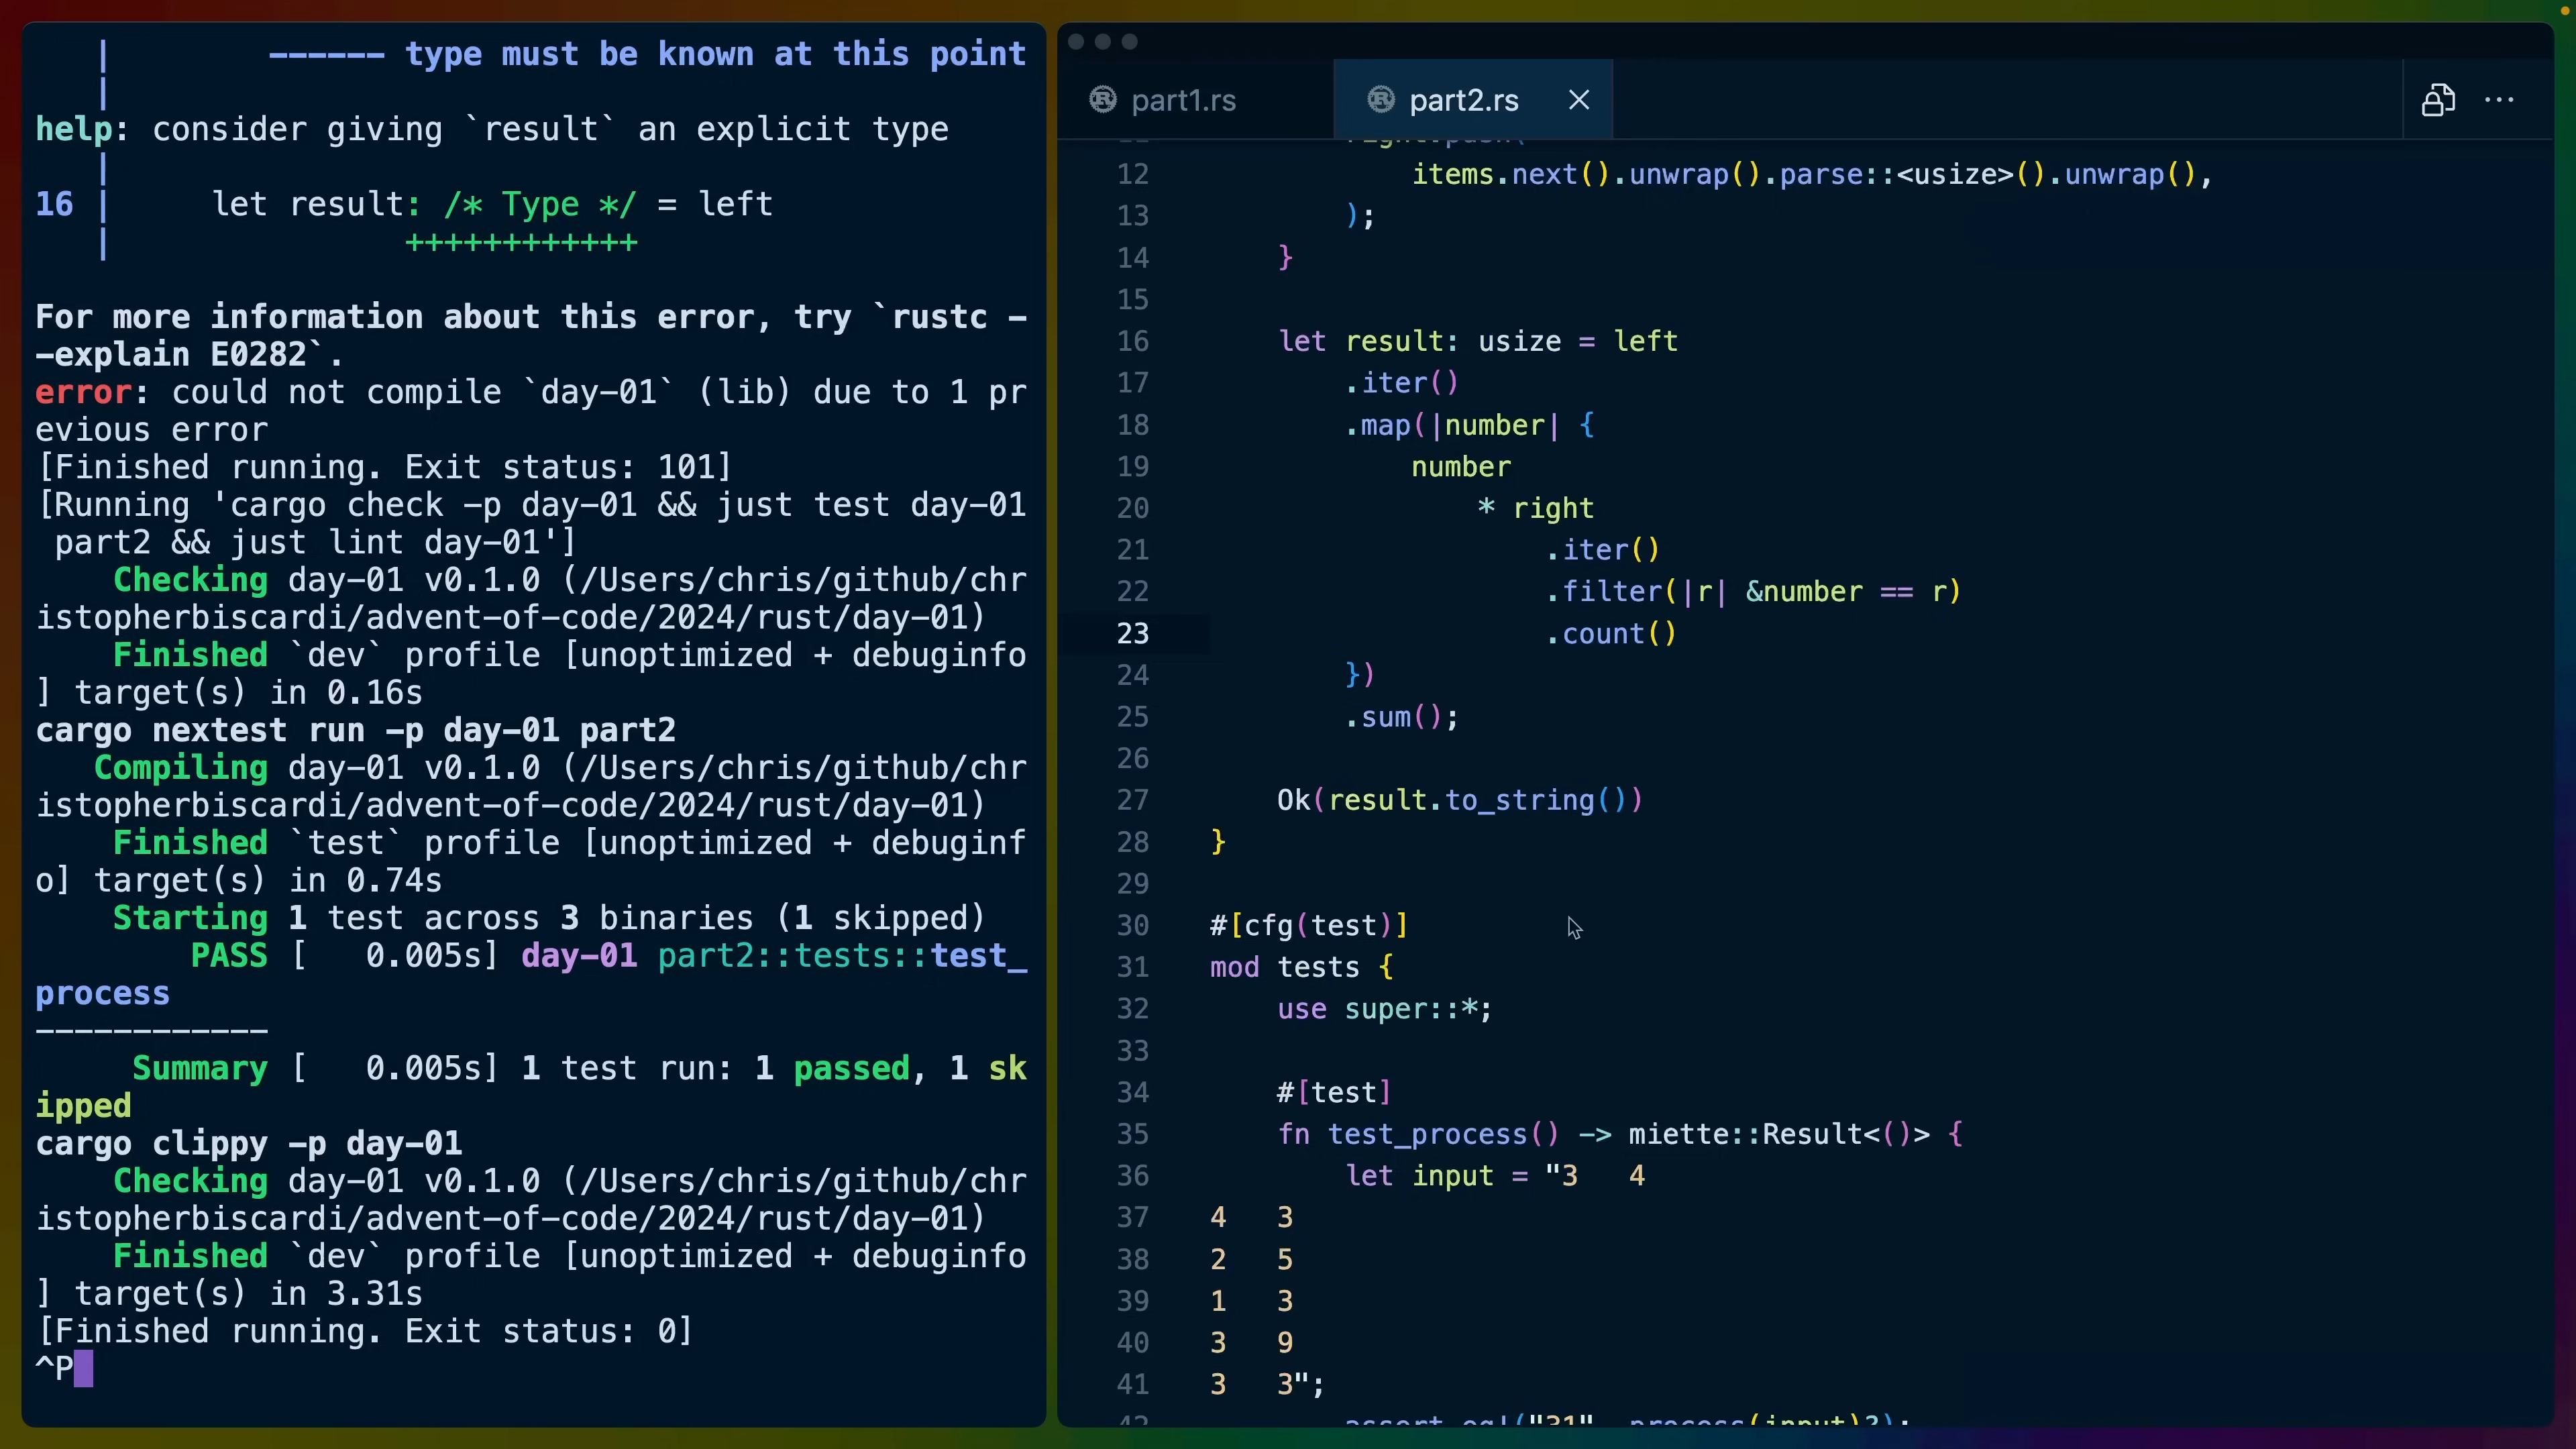 | ------ type must be known at this point
|
help: consider giving `result` an explicit type
|
16 | let result: /* Type */ = left
| ++++++++++++
For more information about this error, try `rustc -
-explain E0282`.
error: could not compile `day-01` (lib) due to 1 pr
evious error
[Finished running. Exit status: 101]
[Running 'cargo check -p day-01 && just test day-01
part2 && just lint day-01']
Checking day-01 v0.1.0 (/Users/chris/github/chr
istopherbiscardi/advent-of-code/2024/rust/day-01)
Finished `dev` profile [unoptimized + debuginfo
] target(s) in 0.16s
cargo nextest run -p day-01 part2
Compiling day-01 v0.1.0 (/Users/chris/github/chr
istopherbiscardi/advent-of-code/2024/rust/day-01)
Finished `test` profile [unoptimized + debuginf
o] target(s) in 0.74s
Starting 1 test across 3 binaries (1 skipped)
PASS [ 0.005s] day-01 part2::tests::test_
process
------------
Summary [ 0.005s] 1 test run: 1 passed, 1 sk
ipped
cargo clippy -p day-01
Checking day-01 v0.1.0 (/Users/chris/github/chr
istopherbiscardi/advent-of-code/2024/rust/day-01)
Finished `dev` profile [unoptimized + debuginfo
] target(s) in 3.31s
[Finished running. Exit status: 0]
^P
part1.rs
part2.rs
12 items.next().unwrap().parse::<usize>().unwrap(),
13 );
14 }
15
16 let result: usize = left
17 .iter()
18 .map(|number| {
19 number
20 * right
21 .iter()
22 .filter(|r| &number == r)
23 .count()
24 })
25 .sum();
26
27 Ok(result.to_string())
28 }
29
30 #[cfg(test)]
31 mod tests {
32 use super::*;
33
34 #[test]
35 fn test_process() -> miette::Result<()> {
36 let input = "3   4
37 4   3
38 2   5
39 1   3
40 3   9
41 3   3";
42 assert_eq!("31", process(input)?);